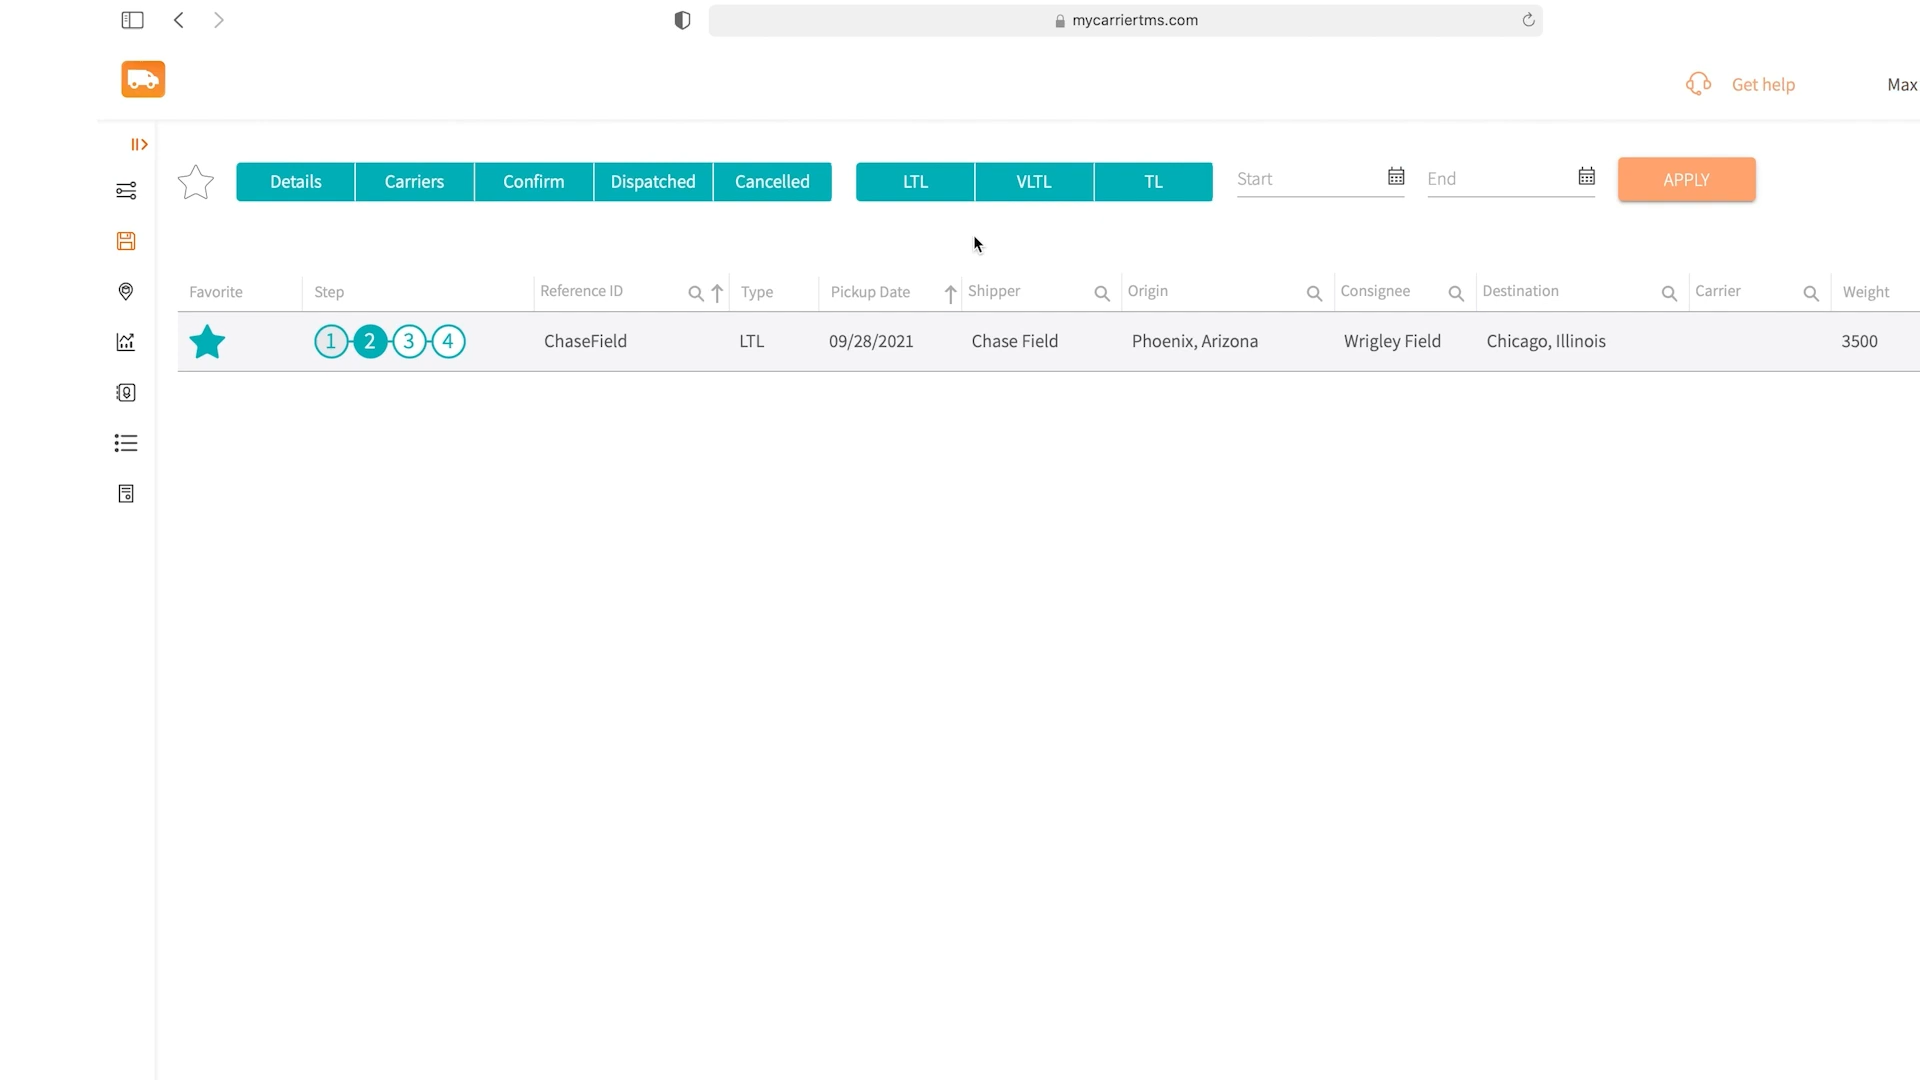 mycarriertms.com
Get help Max
Details Carriers Confirm Dispatched Cancelled LTL VLTL TL Start End APPLY
Favorite Step Reference ID Type Pickup Date Shipper Origin Consignee Destination Carrier Weight
1 2 3 4 ChaseField LTL 09/28/2021 Chase Field Phoenix, Arizona Wrigley Field Chicago, Illinois 3500